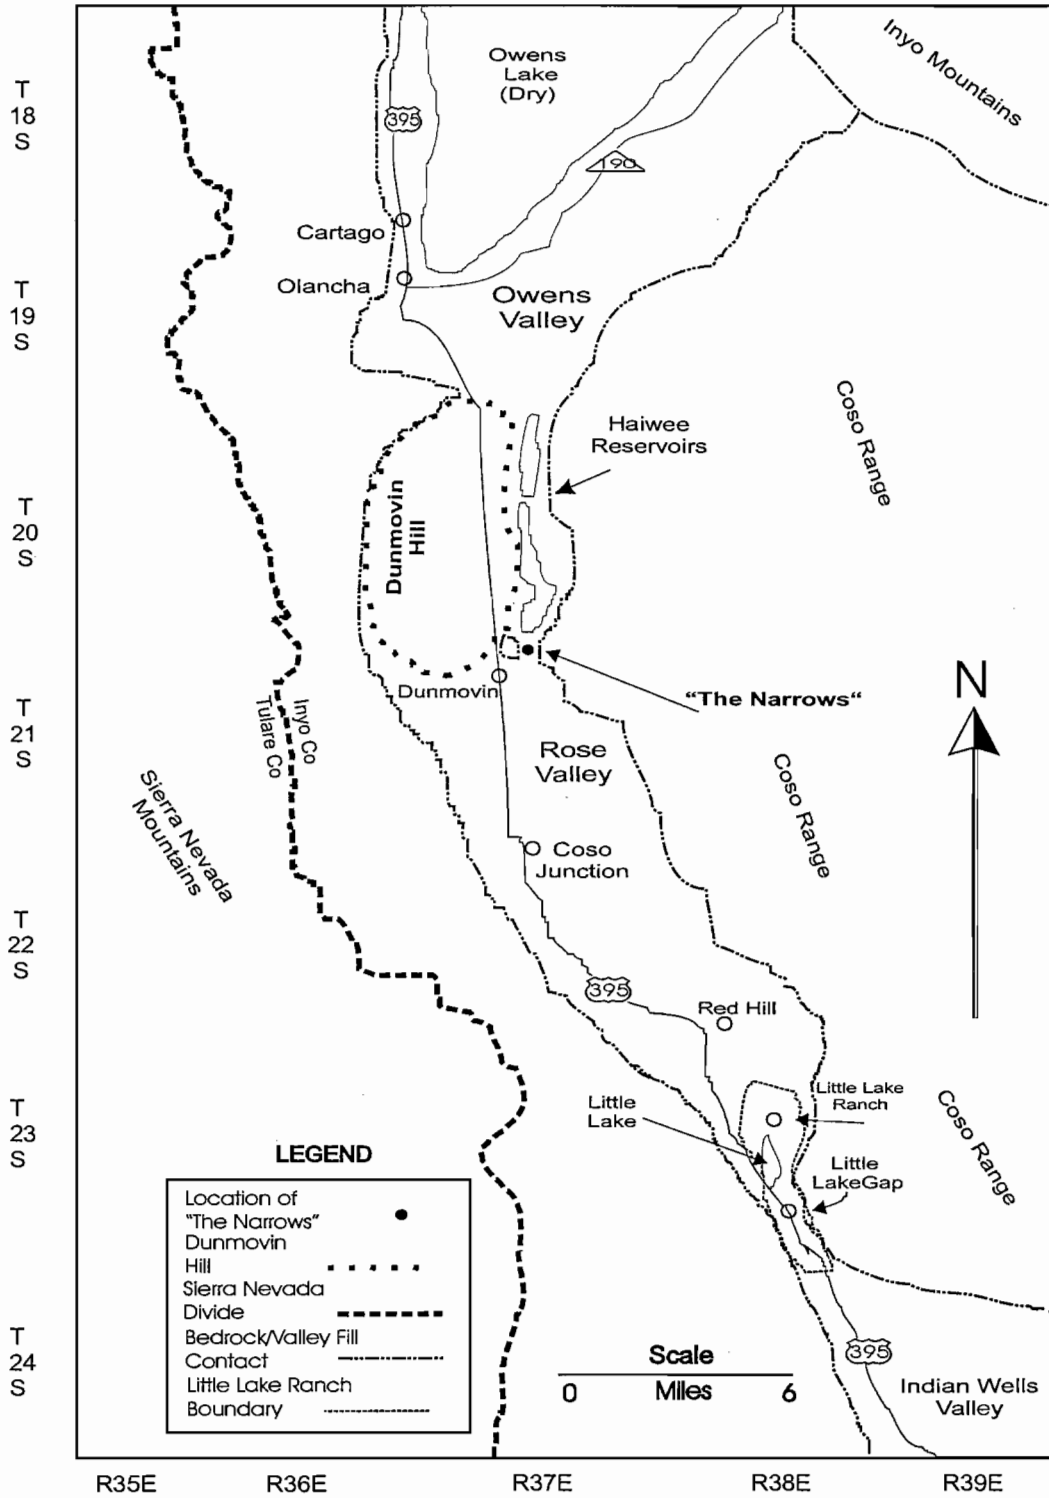 Owens
Lake
(Dry)
Inyo Mountains
T
18
S
395
190
Cartago
Olancha
T
19
S
Owens
Valley
Haiwee
Reservoirs
Coso Range
T
20
S
Dunmovin
Hill
Dunmovin
"The Narrows"
N
T
21
S
Inyo Co
Tulare Co
Rose
Valley
Sierra Nevada
Mountains
Coso Range
Coso
Junction
T
22
S
395
Red Hill
Little
Lake
Little Lake
Ranch
Coso Range
T
23
S
Little
LakeGap
LEGEND
Location of
"The Narrows"
Dunmovin
Hill
Sierra Nevada
Divide
Bedrock/Valley Fill
Contact
Little Lake Ranch
Boundary
T
24
S
Scale
0 Miles 6
395
Indian Wells
Valley
R35E R36E R37E R38E R39E